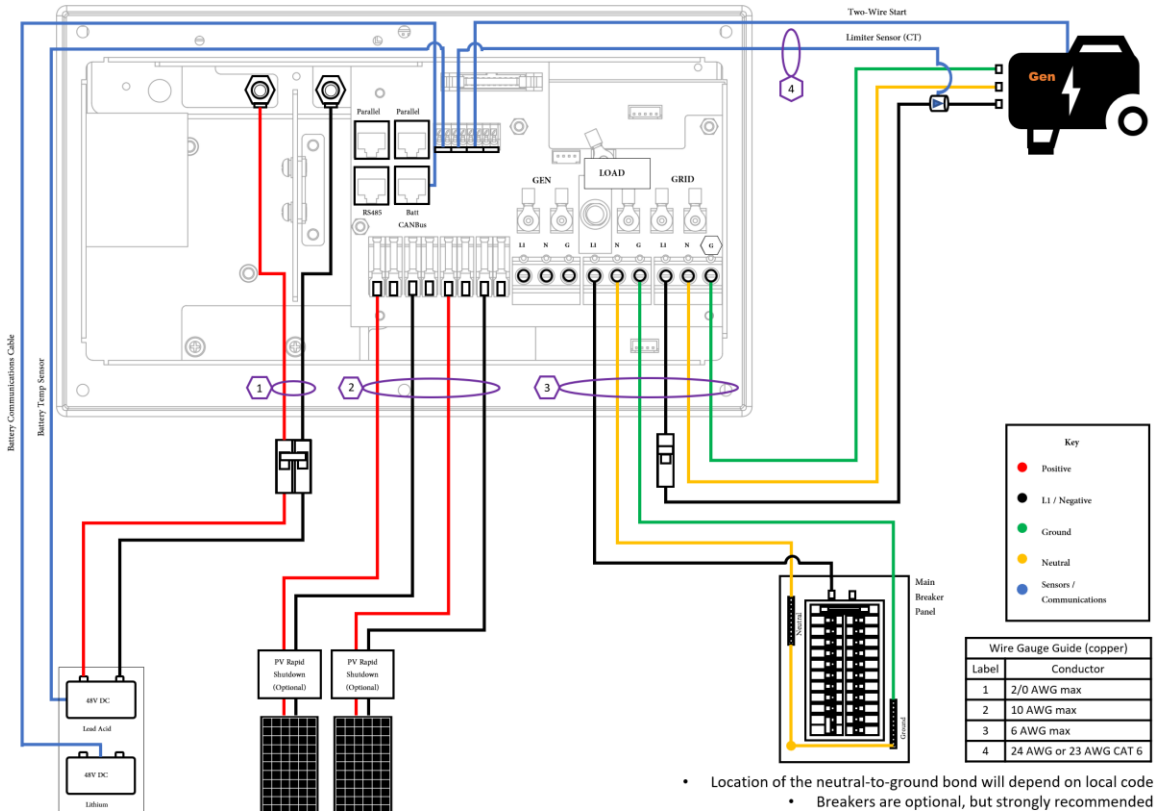 Two-Wire Start
Limiter Sensor (CT)
4
Gen
Parallel Parallel
RS485 Batt
CANBus
GEN
LOAD
GRID
L1 N G L1 N G L1 N G
1
2
3
Battery Communications Cable
Battery Temp Sensor
Key
Positive
L1 / Negative
Ground
Neutral
Sensors /
Communications
Main
Breaker
Panel
Neutral
Ground
PV Rapid
Shutdown
(Optional)
PV Rapid
Shutdown
(Optional)
48V DC
Lead Acid
48V DC
Lithium
Wire Gauge Guide (copper)
Label Conductor
1 2/0 AWG max
2 10 AWG max
3 6 AWG max
4 24 AWG or 23 AWG CAT 6
• Location of the neutral-to-ground bond will depend on local code
• Breakers are optional, but strongly recommended